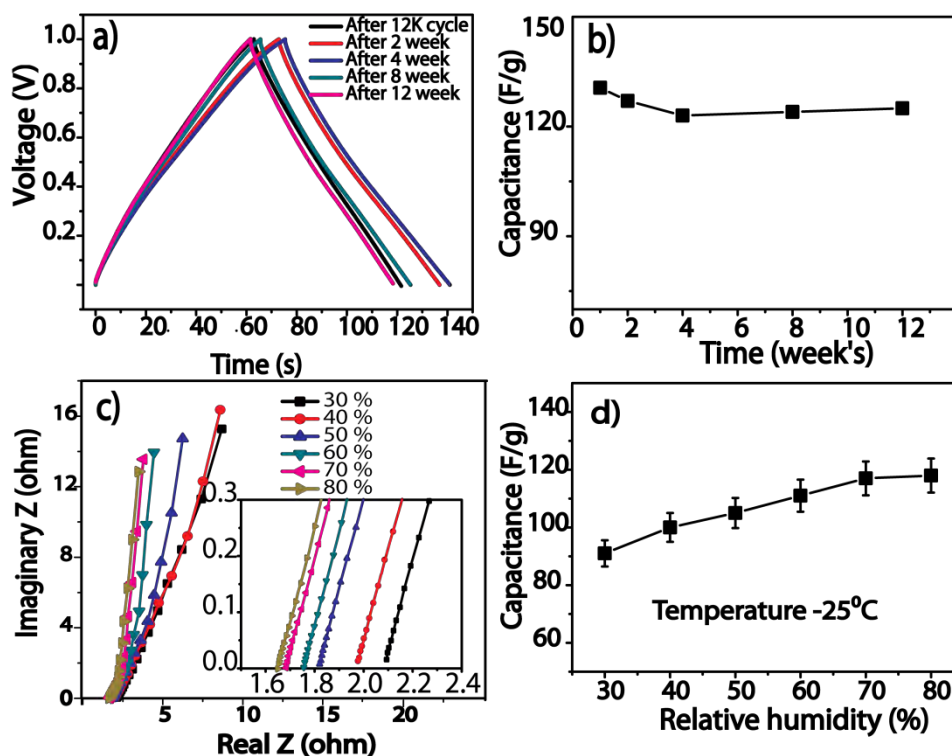 a)
After 12K cycle
After 2 week
After 4 week
After 8 week
After 12 week
1.0
0.8
0.6
0.4
0.2
Voltage (V)
0 20 40 60 80 100 120 140
Time (s)
b)
150
120
90
Capacitance (F/g)
0 2 4 6 8 10 12
Time (week's)
c)
30 %
40 %
50 %
60 %
70 %
80 %
16
12
8
4
0
Imaginary Z (ohm)
0.3
0.2
0.1
0.0
1.6 1.8 2.0 2.2 2.4
5 10 15 20
Real Z (ohm)
d)
140
120
100
80
60
Capacitance (F/g)
Temperature -25⁰C
30 40 50 60 70 80
Relative humidity (%)